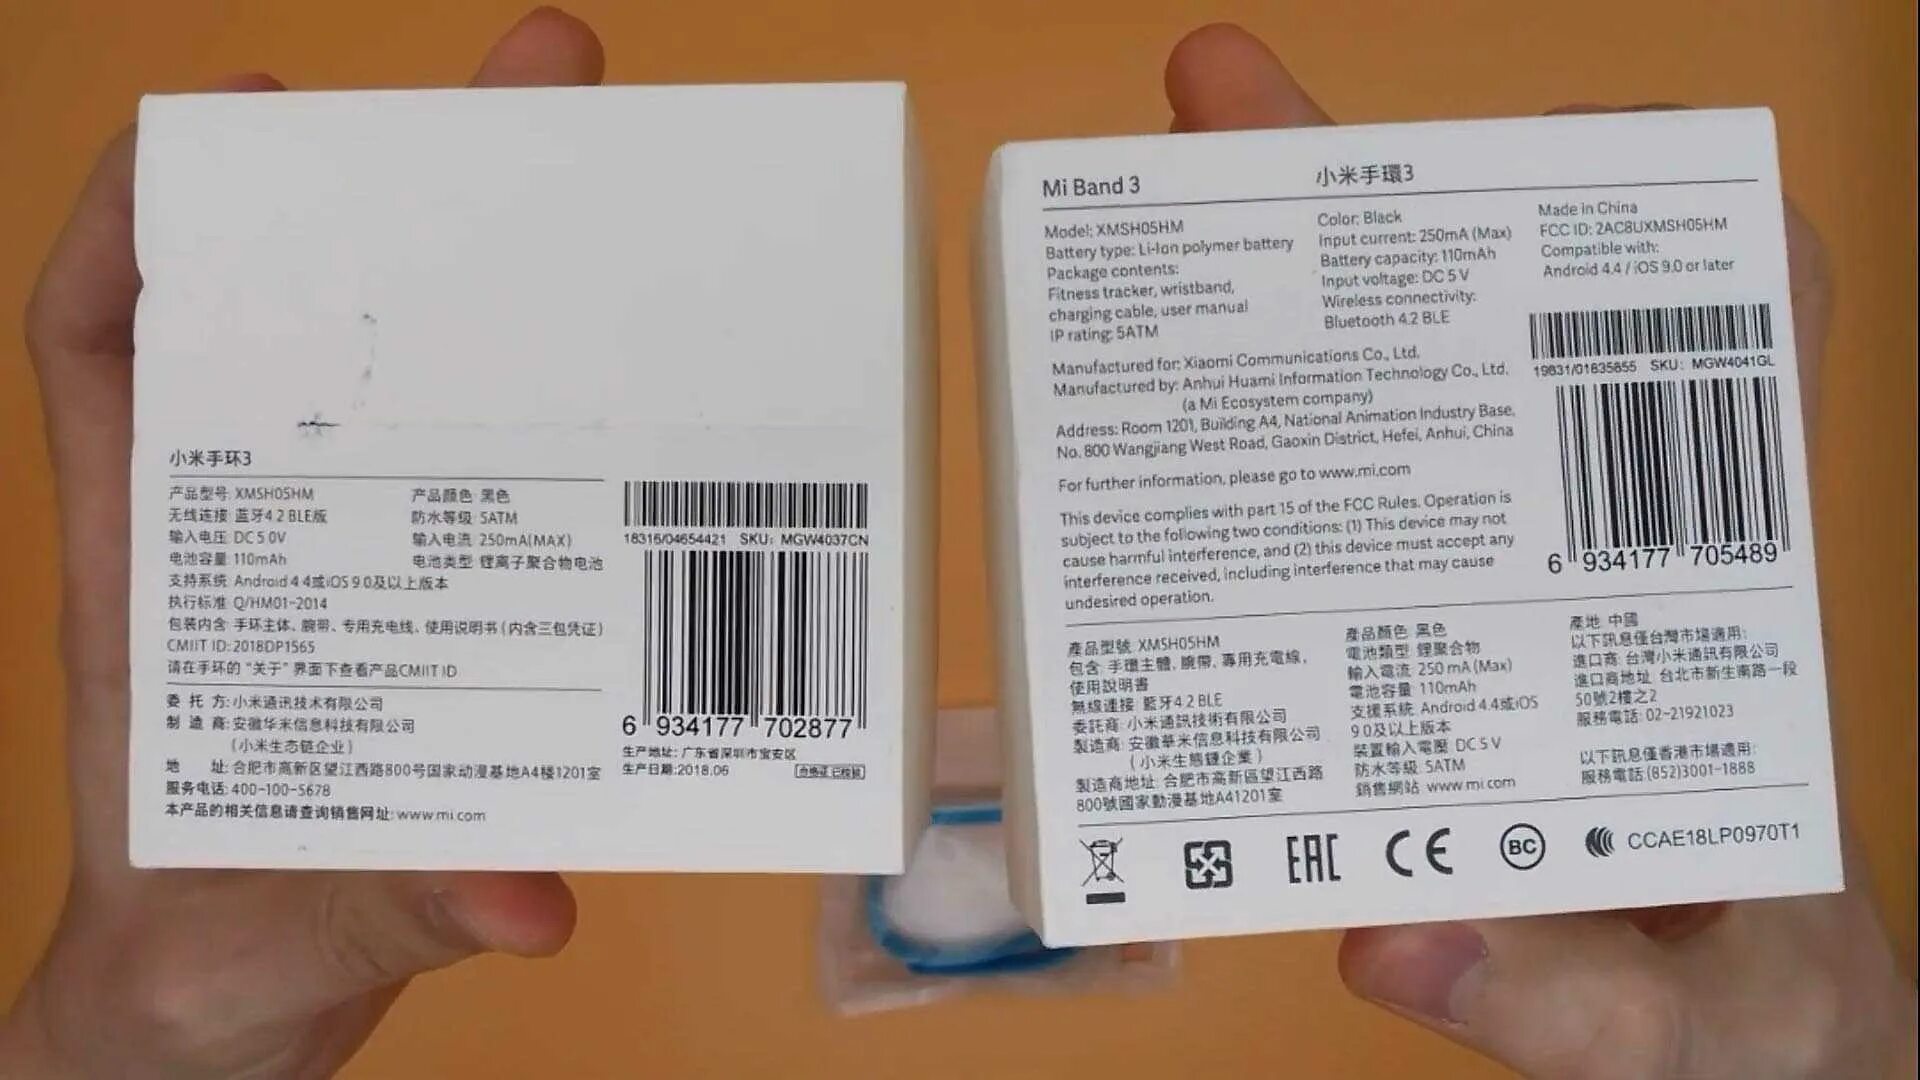 小米手环3
产品型号: XMSH05HM
产品颜色: 黑色
无线连接: 蓝牙4.2 BLE版
防水等级: 5ATM
输入电压: DC 5.0V
输入电流: 250mA(MAX)
电池容量: 110mAh
电池类型: 锂离子聚合物电池
支持系统: Android 4.4或iOS 9.0及以上版本
执行标准: Q/HM01-2014
包装内含: 手环主体、腕带、专用充电线、使用说明书(内含三包凭证)
CMIIT ID: 2018DP1565
请在手环的“关于”界面下查看产品CMIIT ID
委 托 方: 小米通讯技术有限公司
制 造 商: 安徽华米信息科技有限公司
(小米生态链企业)
地 址: 合肥市高新区望江西路800号国家动漫基地A4楼1201室
服务电话: 400-100-5678
本产品的相关信息请查询销售网址: www.mi.com
18316/04654421 SKU: MGW4037CN
6 934177 702877
生产地址: 广东省深圳市宝安区
生产日期: 2018.06
Mi Band 3
小米手環3
Model: XMSH05HM
Battery type: Li-Ion polymer battery
Package contents:
Fitness tracker, wristband,
charging cable, user manual
IP rating: 5ATM
Color: Black
Input current: 250mA (Max)
Battery capacity: 110mAh
Input voltage: DC 5 V
Wireless connectivity:
Bluetooth 4.2 BLE
Made in China
FCC ID: 2AC8UXMSH05HM
Compatible with:
Android 4.4 / iOS 9.0 or later
Manufactured for: Xiaomi Communications Co., Ltd.
Manufactured by: Anhui Huami Information Technology Co., Ltd.
(a Mi Ecosystem company)
Address: Room 1201, Building A4, National Animation Industry Base,
No. 800 Wangjiang West Road, Gaoxin District, Hefei, Anhui, China
For further information, please go to www.mi.com
This device complies with part 15 of the FCC Rules. Operation is
subject to the following two conditions: (1) This device may not
cause harmful interference, and (2) this device must accept any
interference received, including interference that may cause
undesired operation.
19831/01835855 SKU: MGW4041GL
6 934177 705489
產品型號: XMSH05HM
包含: 手環主體, 腕帶, 專用充電線,
使用說明書
無線連接: 藍牙4.2 BLE
委託商: 小米通訊技術有限公司
製造商: 安徽華米信息科技有限公司
(小米生態鏈企業)
製造商地址: 合肥市高新區望江西路
800號國家動漫基地A41201室
產品顏色: 黑色
電池類型: 鋰聚合物
輸入電流: 250 mA (Max)
電池容量: 110mAh
支援系統: Android 4.4或iOS
9.0及以上版本
裝置輸入電壓: DC 5 V
防水等級: 5ATM
銷售網站: www.mi.com
產地: 中國
以下訊息僅台灣市場適用:
進口商: 台灣小米通訊有限公司
進口商地址: 台北市新生南路一段
50號2樓之2
服務電話: 02-21921023
以下訊息僅香港市場適用:
服務電話: (852)3001-1888
EAC CE BC CCAE18LP0970T1